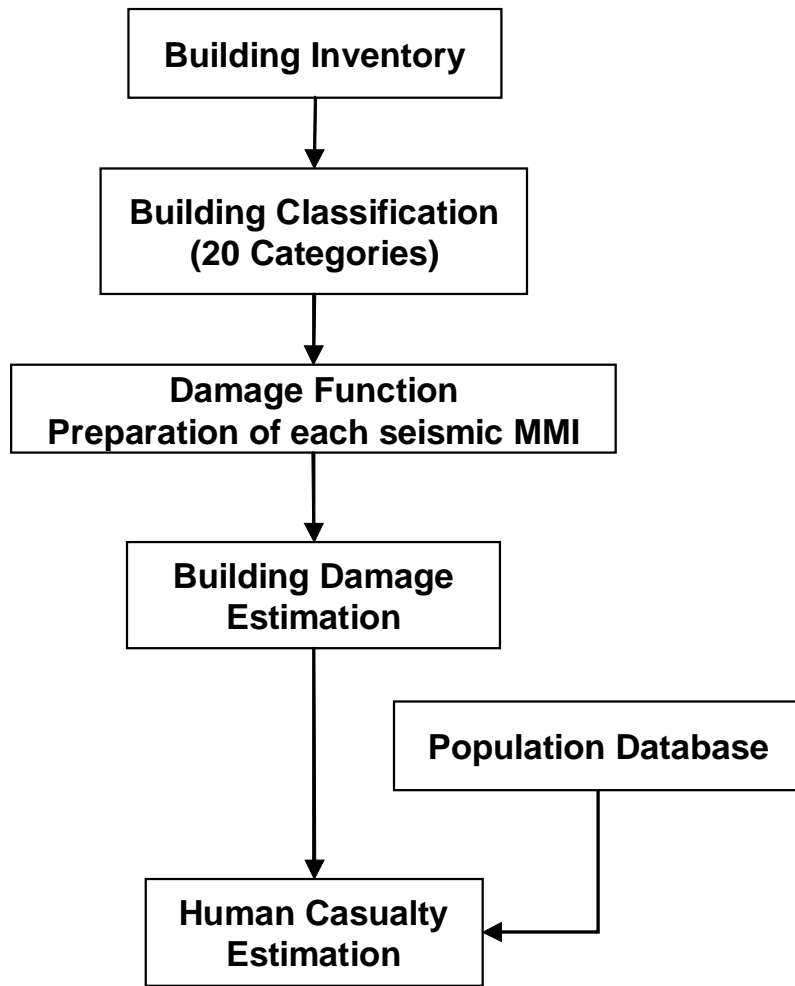 Building Inventory
Building Classification
(20 Categories)
Damage Function
Preparation of each seismic MMI
Building Damage
Estimation
Population Database
Human Casualty
Estimation